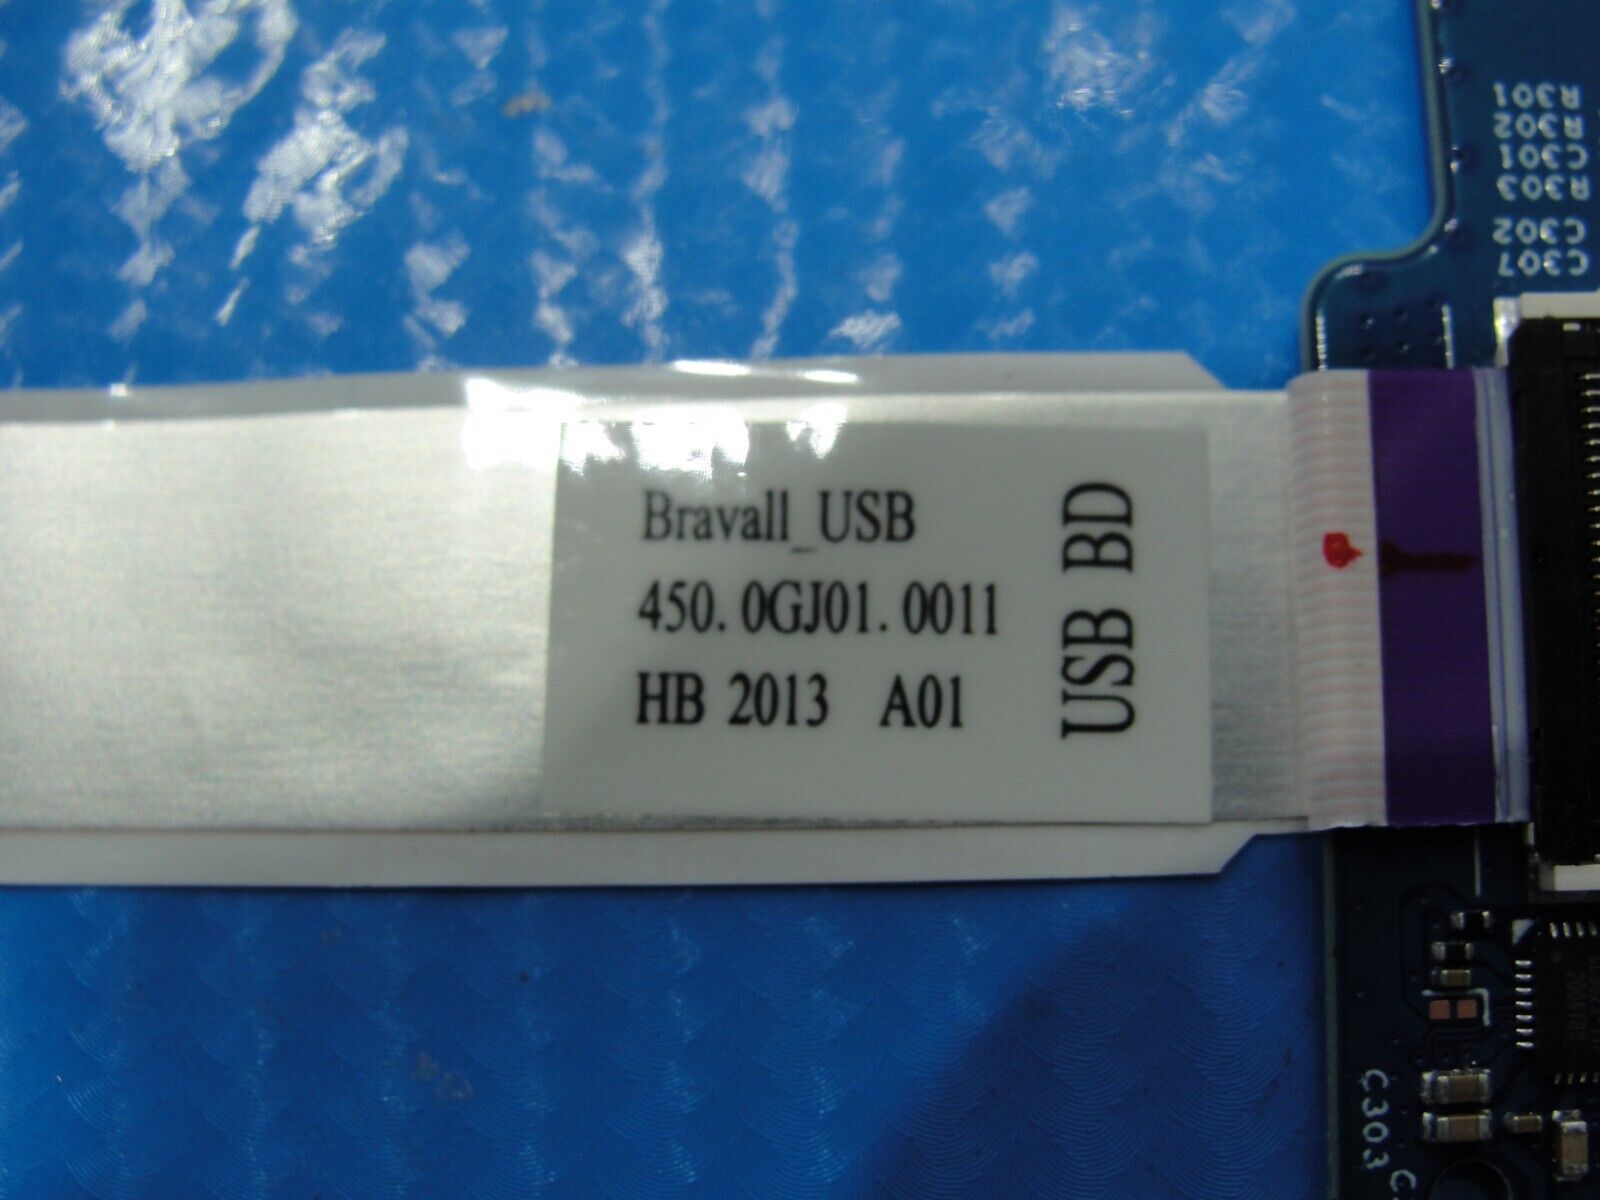 Bravall_USB
450.0GJ01.0011
HB 2013 A01
USB BD
R301
R302
C301
R303
C302
C307
C303